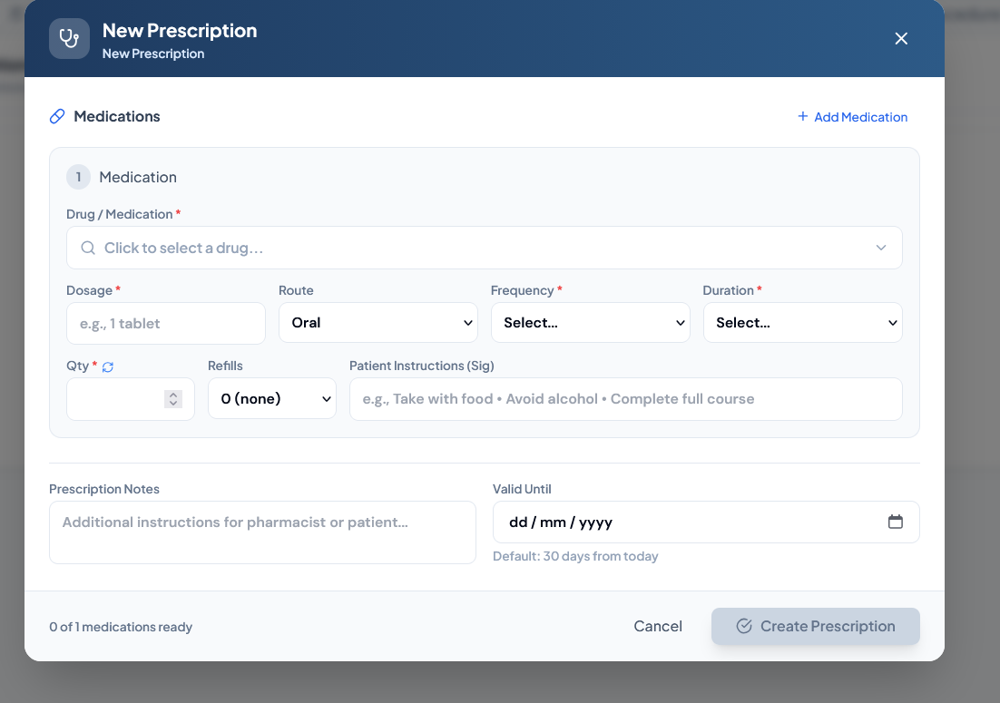 New Prescription
New Prescription
Medications
+ Add Medication
1 Medication
Drug / Medication *
Click to select a drug...
Dosage * Route Frequency * Duration *
e.g., 1 tablet Oral Select... Select...
Qty * Refills Patient Instructions (Sig)
0 (none) e.g., Take with food • Avoid alcohol • Complete full course
Prescription Notes Valid Until
Additional instructions for pharmacist or patient... dd / mm / yyyy
Default: 30 days from today
0 of 1 medications ready Cancel Create Prescription